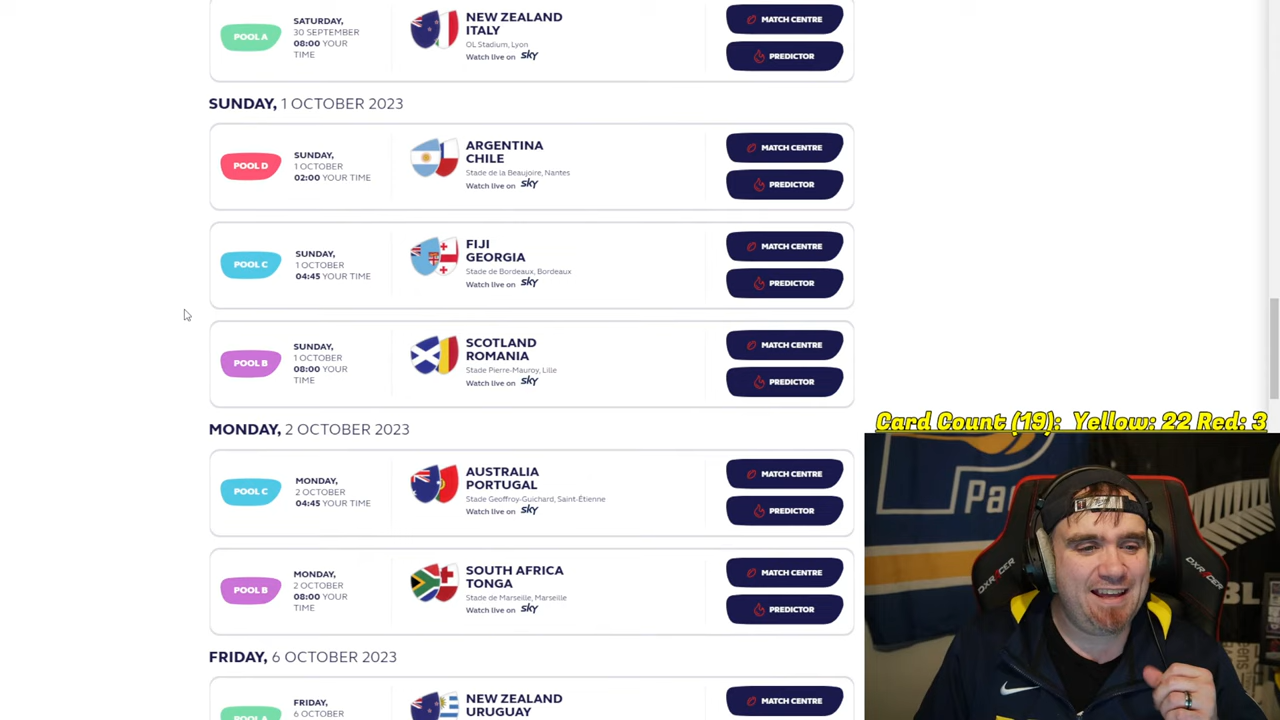 POOL A
SATURDAY,
30 SEPTEMBER
08:00 YOUR
TIME
NEW ZEALAND
ITALY
OL Stadium, Lyon
Watch live on sky
MATCH CENTRE
PREDICTOR
SUNDAY, 1 OCTOBER 2023
POOL D
SUNDAY,
1 OCTOBER
02:00 YOUR TIME
ARGENTINA
CHILE
Stade de la Beaujoire, Nantes
Watch live on sky
MATCH CENTRE
PREDICTOR
POOL C
SUNDAY,
1 OCTOBER
04:45 YOUR TIME
FIJI
GEORGIA
Stade de Bordeaux, Bordeaux
Watch live on sky
MATCH CENTRE
PREDICTOR
POOL B
SUNDAY,
1 OCTOBER
08:00 YOUR
TIME
SCOTLAND
ROMANIA
Stade Pierre-Mauroy, Lille
Watch live on sky
MATCH CENTRE
PREDICTOR
MONDAY, 2 OCTOBER 2023
POOL C
MONDAY,
2 OCTOBER
04:45 YOUR TIME
AUSTRALIA
PORTUGAL
Stade Geoffroy-Guichard, Saint-Étienne
Watch live on sky
MATCH CENTRE
PREDICTOR
POOL B
MONDAY,
2 OCTOBER
08:00 YOUR
TIME
SOUTH AFRICA
TONGA
Stade de Marseille, Marseille
Watch live on sky
MATCH CENTRE
PREDICTOR
FRIDAY, 6 OCTOBER 2023
POOL A
FRIDAY,
6 OCTOBER
NEW ZEALAND
URUGUAY
MATCH CENTRE
Card Count (19): Yellow: 22 Red: 3
Pa
DXRACER
DXRACER